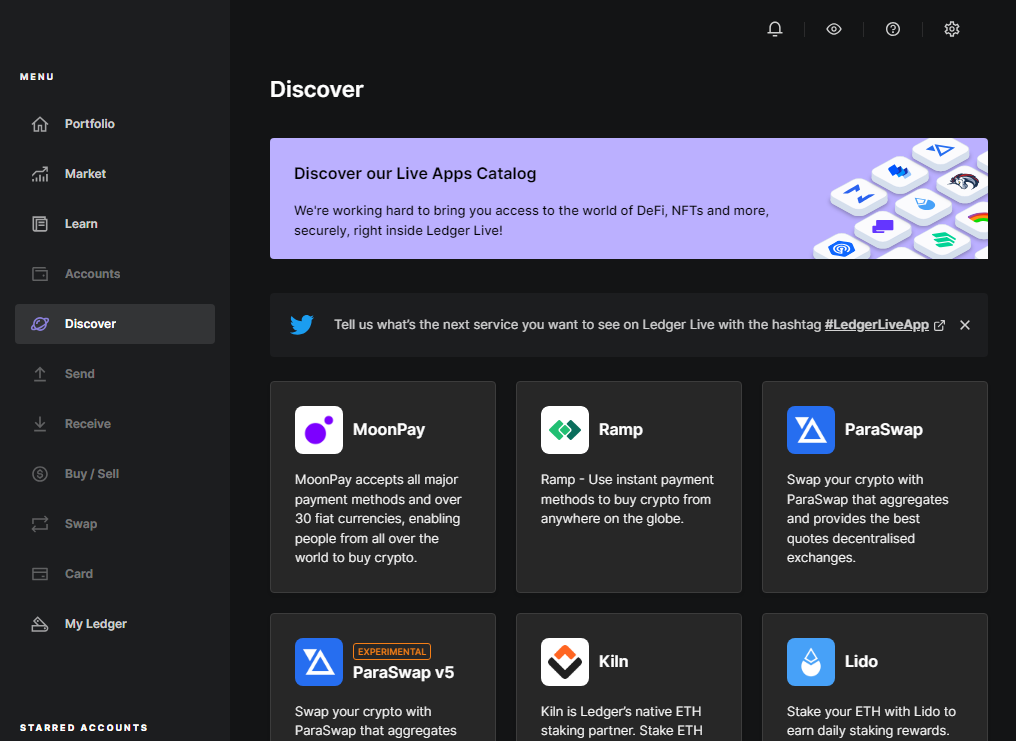 MENU
Portfolio
Market
Learn
Accounts
Discover
Send
Receive
Buy / Sell
Swap
Card
My Ledger
STARRED ACCOUNTS
Discover
Discover our Live Apps Catalog
We're working hard to bring you access to the world of DeFi, NFTs and more,
securely, right inside Ledger Live!
Tell us what's the next service you want to see on Ledger Live with the hashtag #LedgerLiveApp
MoonPay
MoonPay accepts all major
payment methods and over
30 fiat currencies, enabling
people from all over the
world to buy crypto.
Ramp
Ramp - Use instant payment
methods to buy crypto from
anywhere on the globe.
ParaSwap
Swap your crypto with
ParaSwap that aggregates
and provides the best
quotes decentralised
exchanges.
EXPERIMENTAL
ParaSwap v5
Swap your crypto with
ParaSwap that aggregates
Kiln
Kiln is Ledger's native ETH
staking partner. Stake ETH
Lido
Stake your ETH with Lido to
earn daily staking rewards.